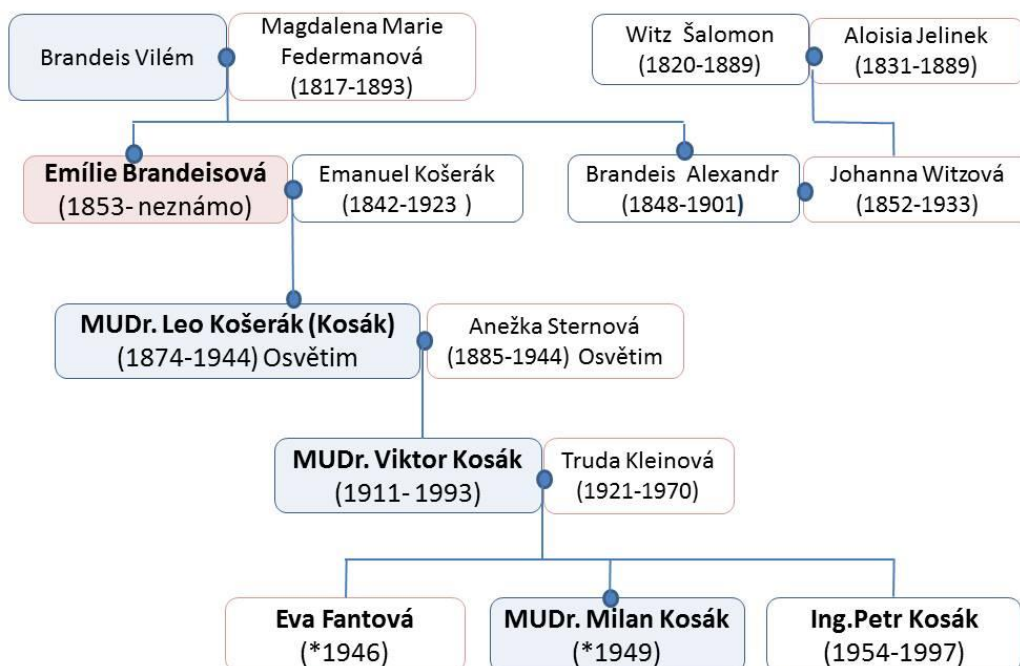 Brandeis Vilém
Magdalena Marie
Federmanová
(1817-1893)
Witz Šalomon
(1820-1889)
Aloisia Jelinek
(1831-1889)
Emílie Brandeisová
(1853- neznámo)
Emanuel Košerák
(1842-1923 )
Brandeis Alexandr
(1848-1901)
Johanna Witzová
(1852-1933)
MUDr. Leo Košerák (Kosák)
(1874-1944) Osvětim
Anežka Sternová
(1885-1944) Osvětim
MUDr. Viktor Kosák
(1911- 1993)
Truda Kleinová
(1921-1970)
Eva Fantová
(*1946)
MUDr. Milan Kosák
(*1949)
Ing.Petr Kosák
(1954-1997)